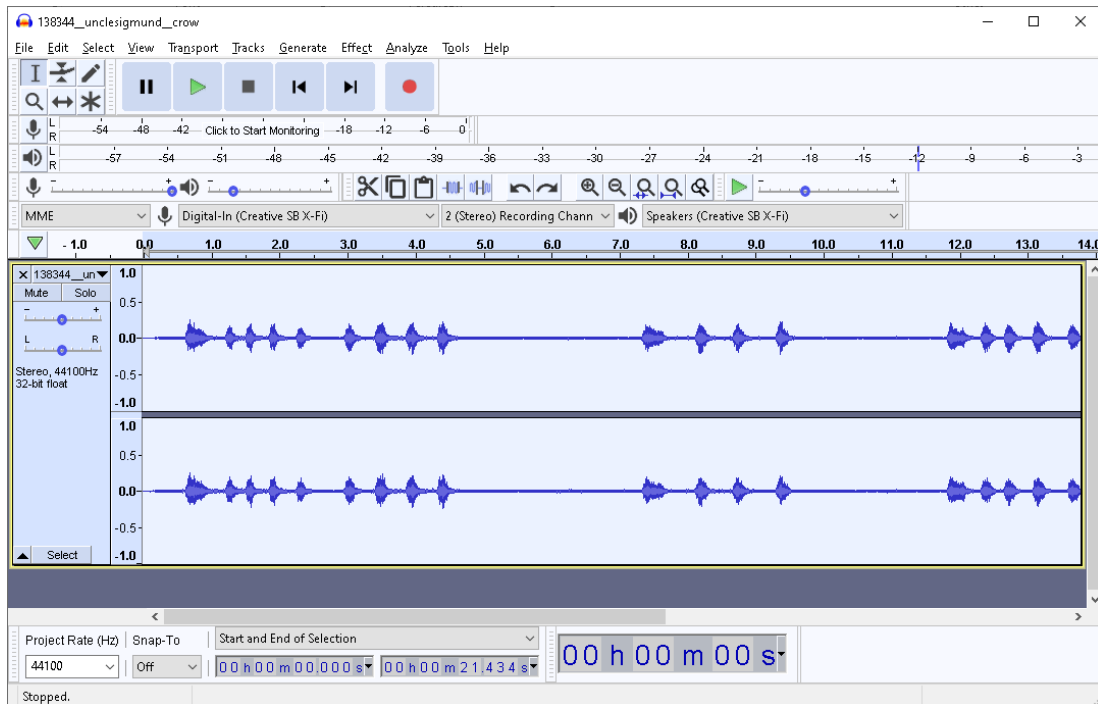 138344__unclesigmund__crow
File Edit Select View Transport Tracks Generate Effect Analyze Tools Help
L
R
-54 -48 -42 Click to Start Monitoring -18 -12 -6 0
L
R
-57 -54 -51 -48 -45 -42 -39 -36 -33 -30 -27 -24 -21 -18 -15 -12 -9 -6 -3
- + - + - +
MME Digital-In (Creative SB X-Fi) 2 (Stereo) Recording Chann Speakers (Creative SB X-Fi)
- 1.0 0.0 1.0 2.0 3.0 4.0 5.0 6.0 7.0 8.0 9.0 10.0 11.0 12.0 13.0 14.0
138344__un 1.0
Mute Solo
0.5-
- +
L R 0.0-
Stereo, 44100Hz
32-bit float
-0.5-
-1.0
1.0
0.5-
0.0-
-0.5-
Select -1.0
Project Rate (Hz) Snap-To Start and End of Selection
44100 Off 00 h 00 m 00.000 s 00 h 00 m 21.434 s 00 h 00 m 00 s
Stopped.